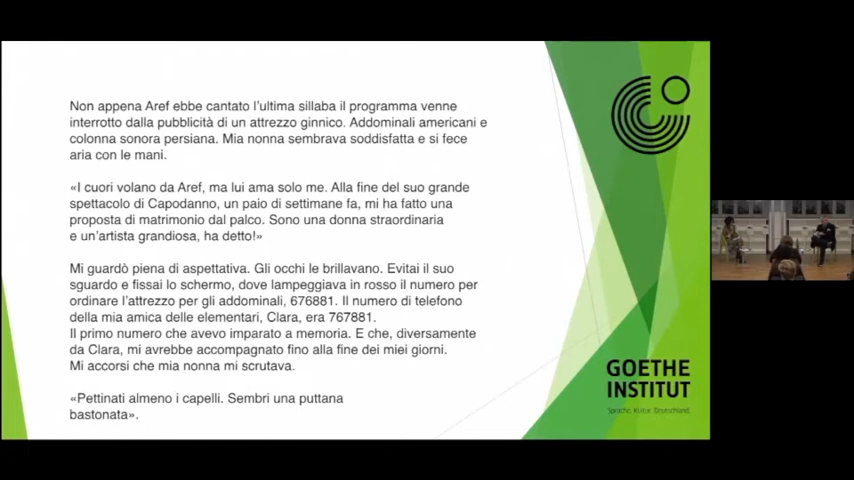 Non appena Aref ebbe cantato l'ultima sillaba il programma venne
interrotto dalla pubblicità di un attrezzo ginnico. Addominali americani e
colonna sonora persiana. Mia nonna sembrava soddisfatta e si fece
aria con le mani.
«I cuori volano da Aref, ma lui ama solo me. Alla fine del suo grande
spettacolo di Capodanno, un paio di settimane fa, mi ha fatto una
proposta di matrimonio dal palco. Sono una donna straordinaria
e un'artista grandiosa, ha detto!»
Mi guardò piena di aspettativa. Gli occhi le brillavano. Evitai il suo
sguardo e fissai lo schermo, dove lampeggiava in rosso il numero per
ordinare l'attrezzo per gli addominali, 676881. Il numero di telefono
della mia amica delle elementari, Clara, era 767881.
Il primo numero che avevo imparato a memoria. E che, diversamente
da Clara, mi avrebbe accompagnato fino alla fine dei miei giorni.
Mi accorsi che mia nonna mi scrutava.
«Pettinati almeno i capelli. Sembri una puttana
bastonata».
GOETHE
INSTITUT
Sprache. Kultur. Deutschland.